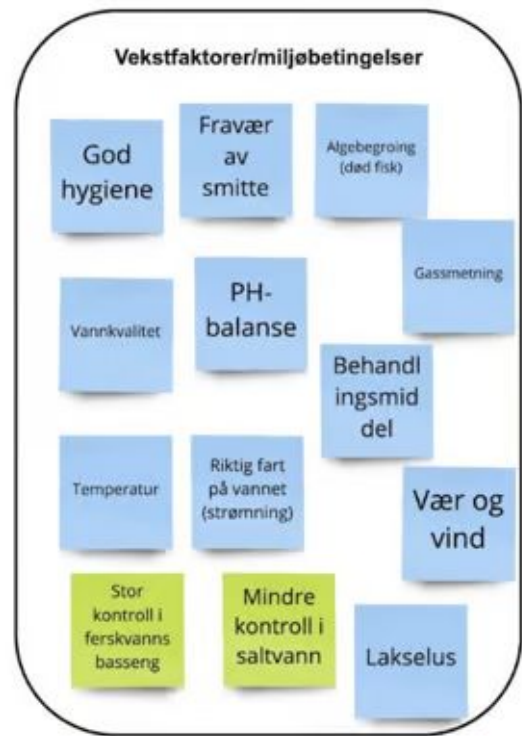 Vekstfaktorer/miljøbetingelser
God
hygiene
Fravær
av
smitte
Algebegroing
(død fisk)
Gassmetning
Vannkvalitet
PH-
balanse
Behandl
ingsmid
del
Temperatur
Riktig fart
på vannet
(strømning)
Vær og
vind
Stor
kontroll i
ferskvanns
basseng
Mindre
kontroll i
saltvann
Lakselus